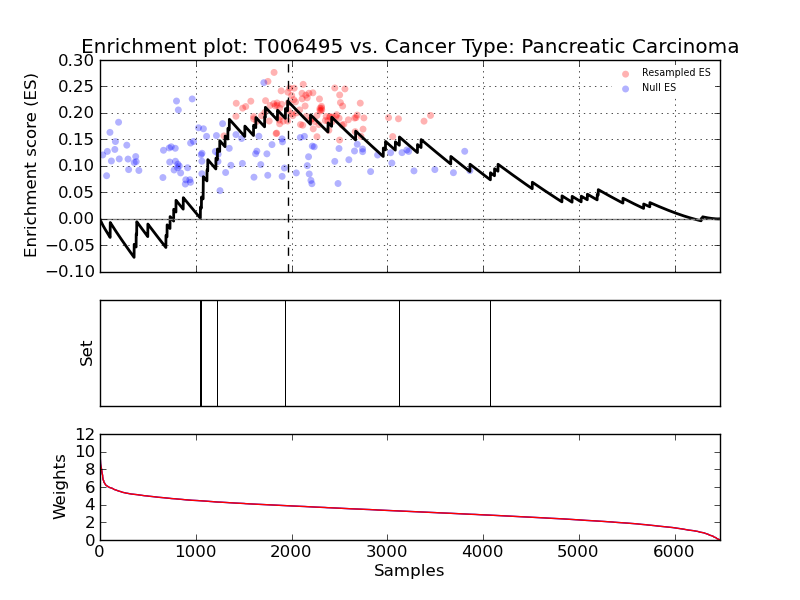 Enrichment plot: T006495 vs. Cancer Type: Pancreatic Carcinoma
Enrichment score (ES)
0.30
0.25
0.20
0.15
0.10
0.05
0.00
−0.05
−0.10
Resampled ES
Null ES
Set
Weights
12
10
8
6
4
2
0
0 1000 2000 3000 4000 5000 6000
Samples